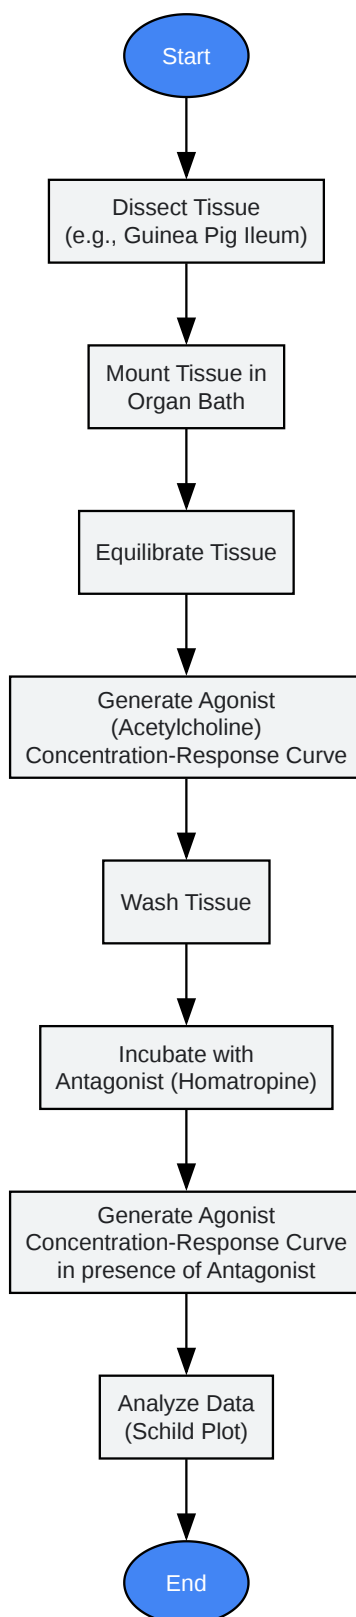 Start
Dissect Tissue
(e.g., Guinea Pig Ileum)
Mount Tissue in
Organ Bath
Equilibrate Tissue
Generate Agonist
(Acetylcholine)
Concentration-Response Curve
Wash Tissue
Incubate with
Antagonist (Homatropine)
Generate Agonist
Concentration-Response Curve
in presence of Antagonist
Analyze Data
(Schild Plot)
End